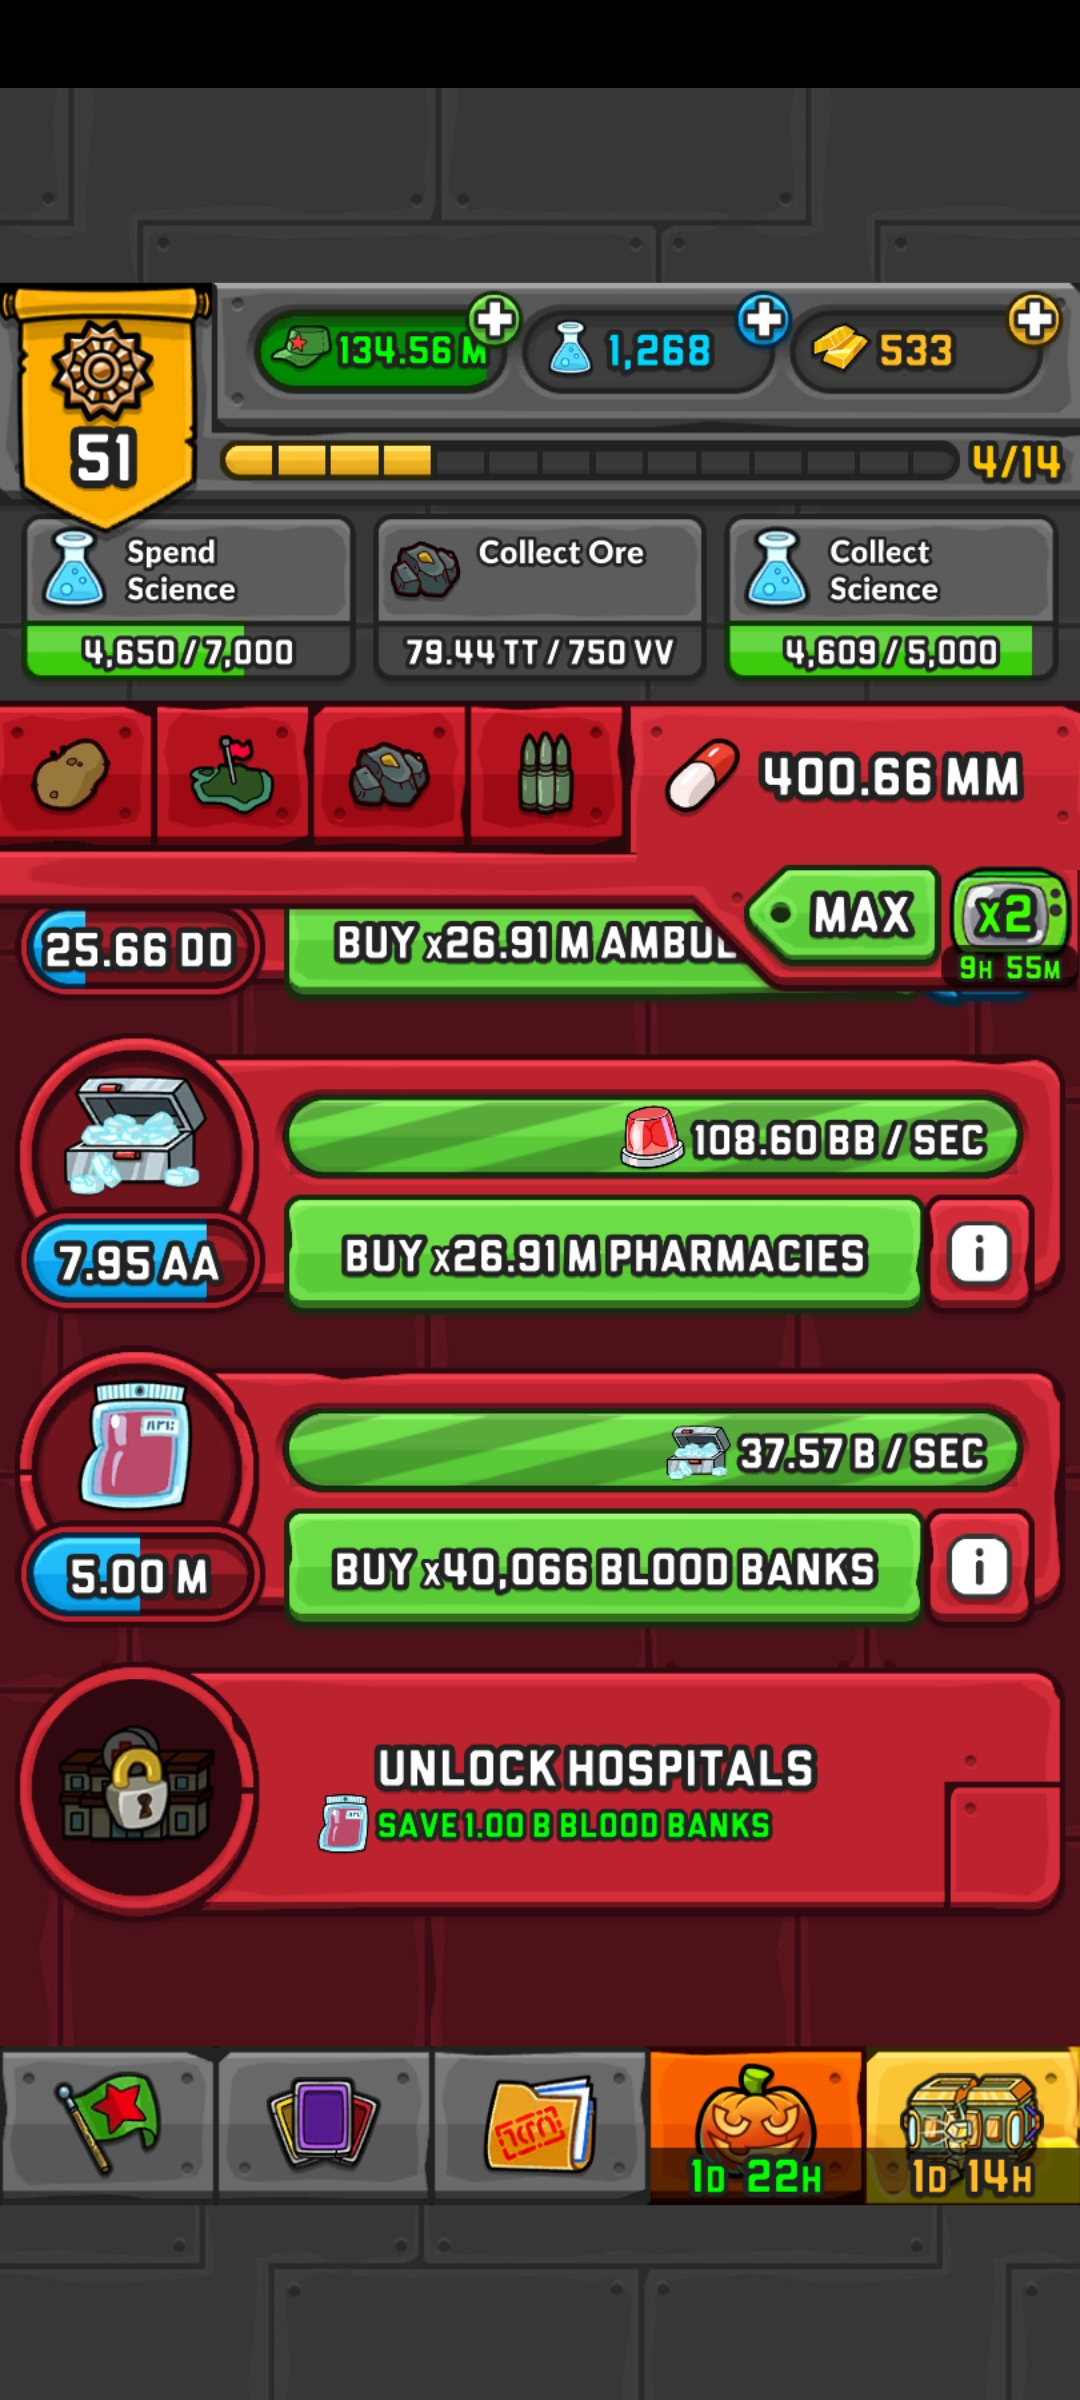 134.56 M
1,268
533
51
4/14
Spend
Science
4,650/7,000
Collect Ore
79.44 TT/750 VV
Collect
Science
4,609/5,000
400.66 MM
MAX
x2
9H 55M
25.66 DD
BUY x26.91 M AMBUL
108.60 BB / SEC
7.95 AA
BUY x26.91 M PHARMACIES
i
37.57 B / SEC
5.00 M
BUY x40,066 BLOOD BANKS
i
UNLOCK HOSPITALS
SAVE 1.00 B BLOOD BANKS
1D 22H
1D 14H